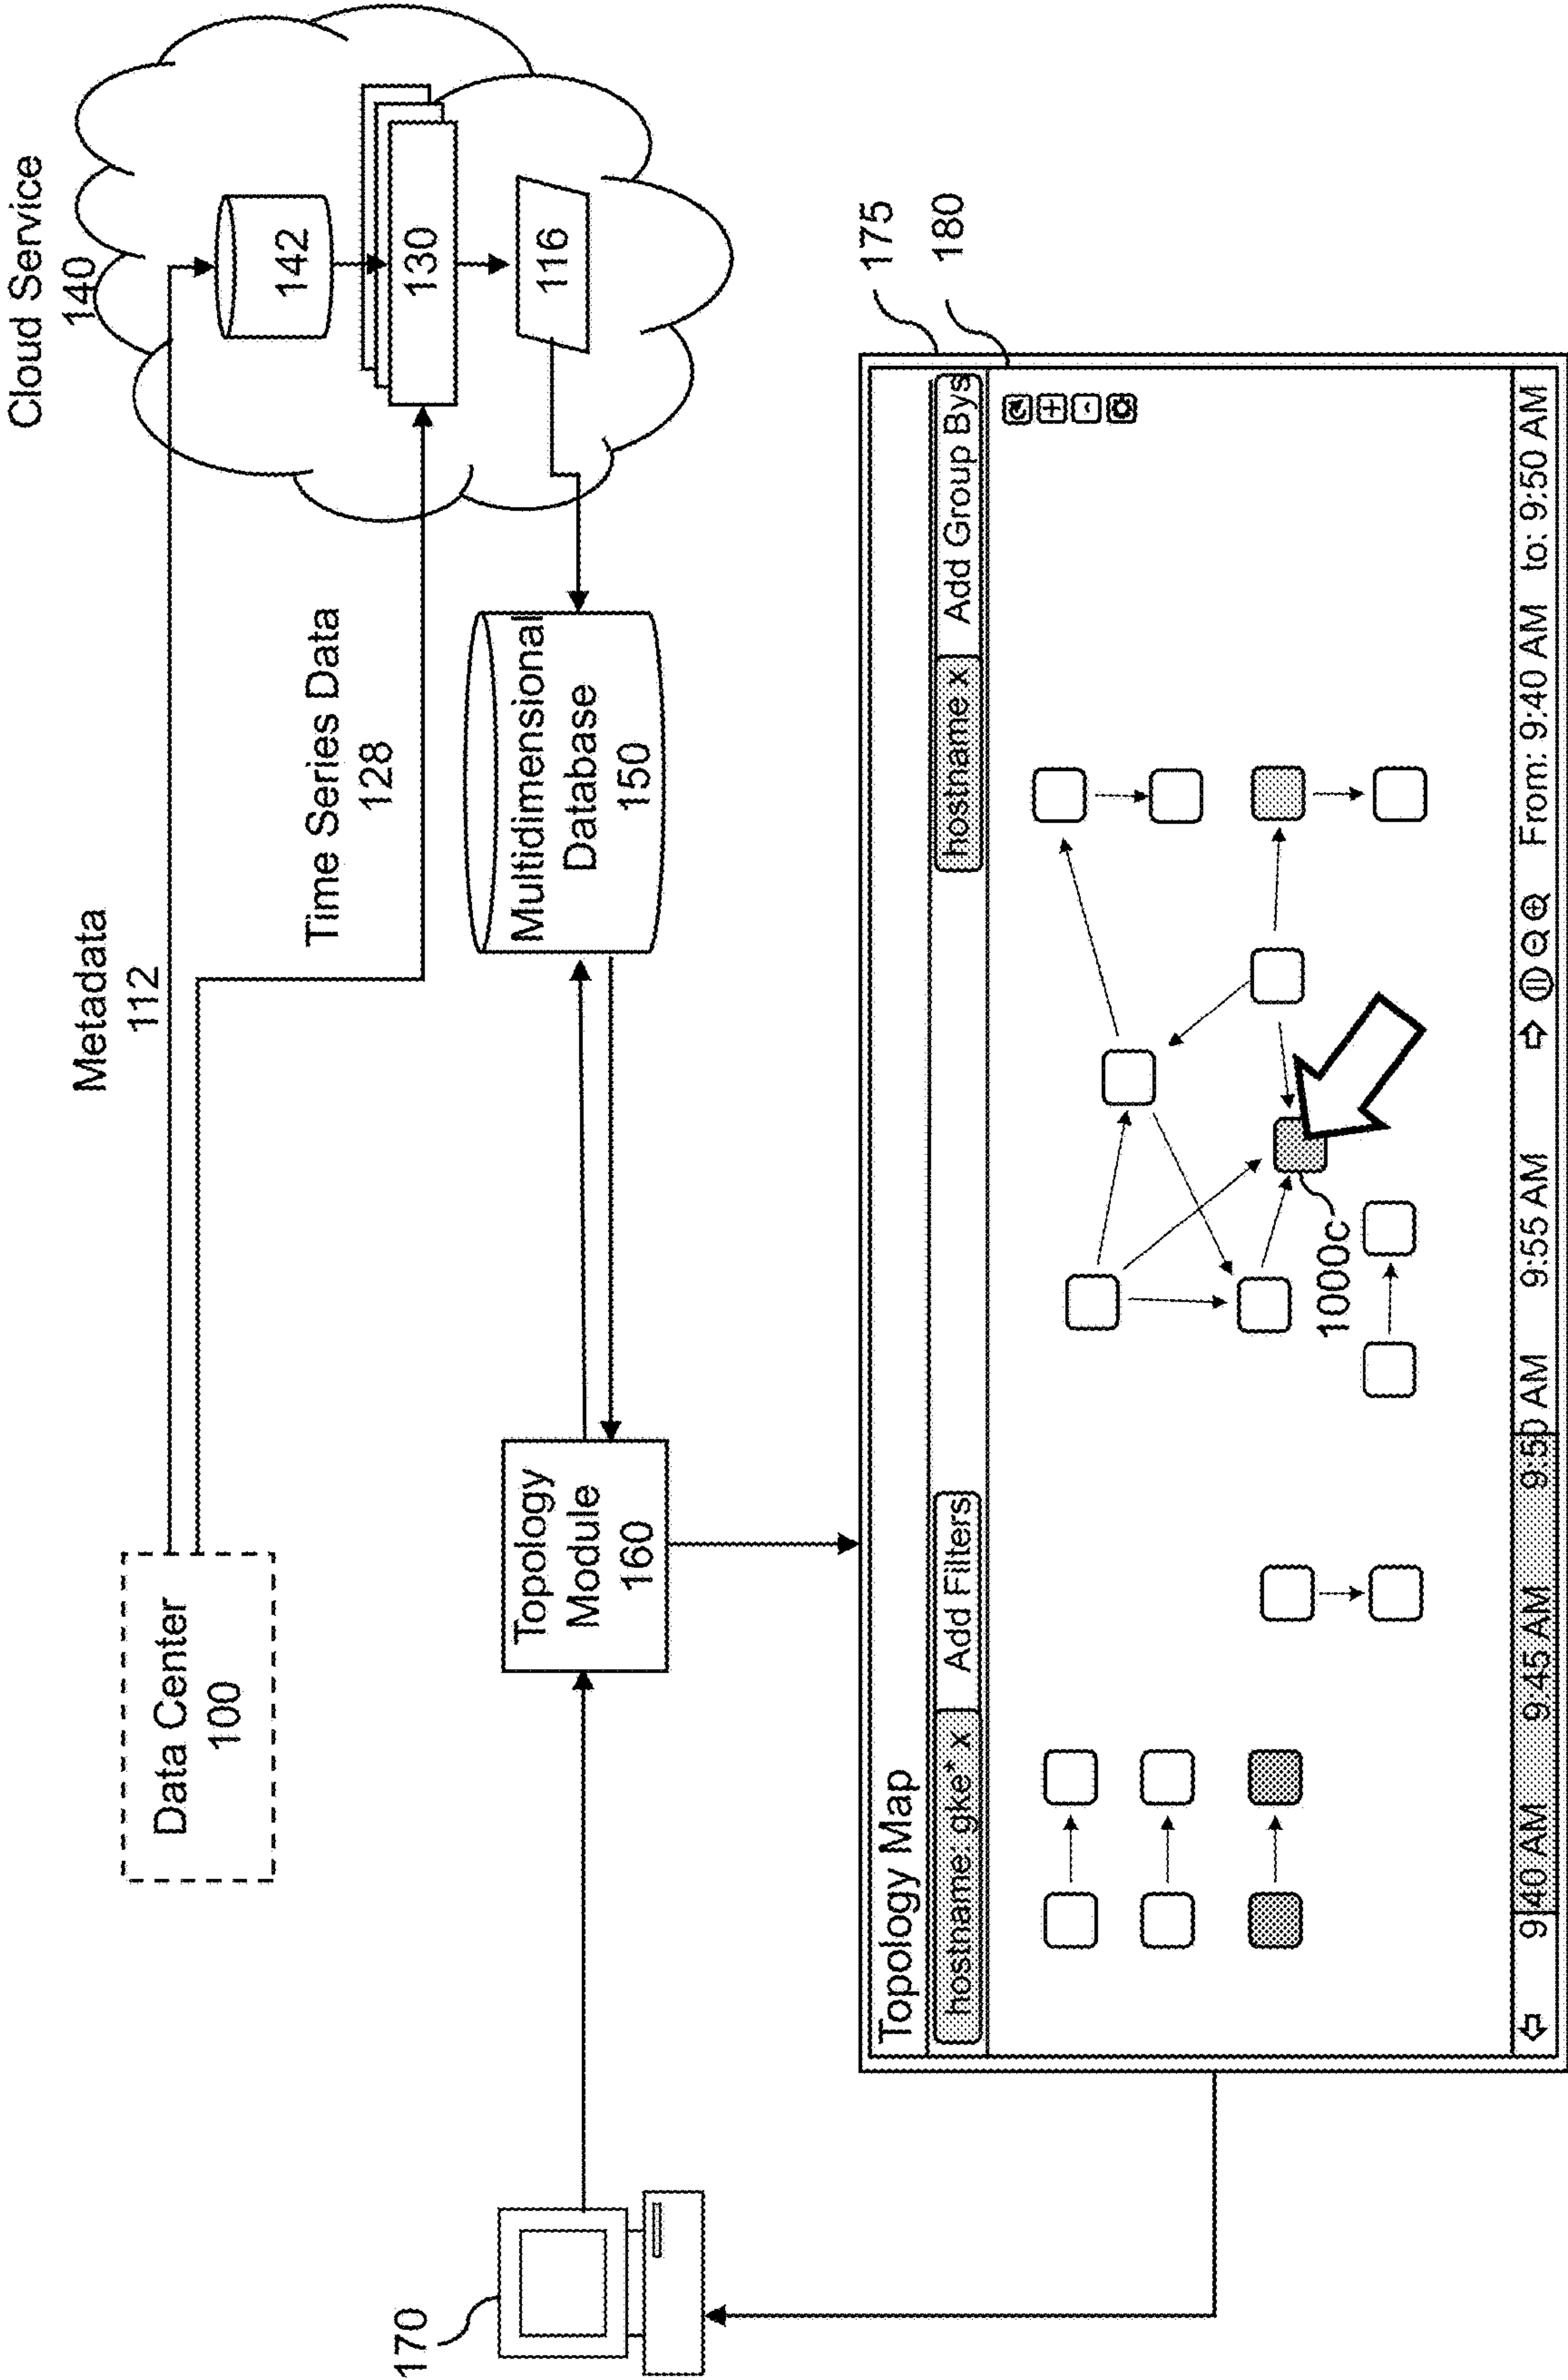 Cloud Service
140
Metadata
112
142
Data Center
100
Time Series Data
128
130
116
170
Topology
Module
160
Multidimensional
Database
150
175
180
Topology Map
hostname: gke* x
Add Filters
hostname x
Add Group Bys
1000c
9:40 AM
9:45 AM
9:50 AM
9:55 AM
From: 9:40 AM
to: 9:50 AM